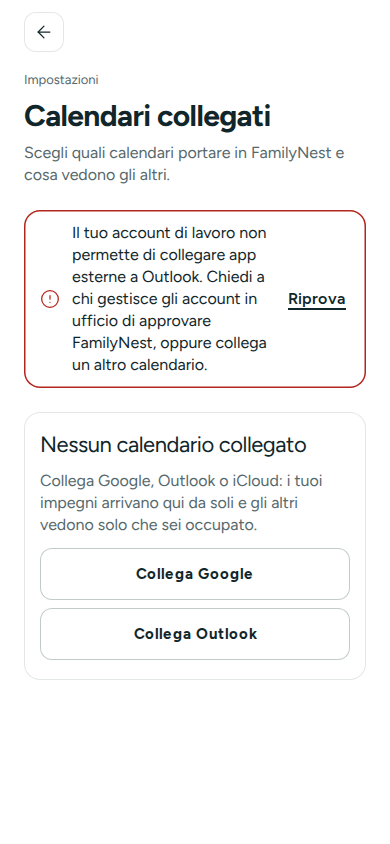 Impostazioni
Calendari collegati
Scegli quali calendari portare in FamilyNest e
cosa vedono gli altri.
Il tuo account di lavoro non
permette di collegare app
esterne a Outlook. Chiedi a
chi gestisce gli account in
ufficio di approvare
FamilyNest, oppure collega
un altro calendario.
Riprova
Nessun calendario collegato
Collega Google, Outlook o iCloud: i tuoi
impegni arrivano qui da soli e gli altri
vedono solo che sei occupato.
Collega Google
Collega Outlook